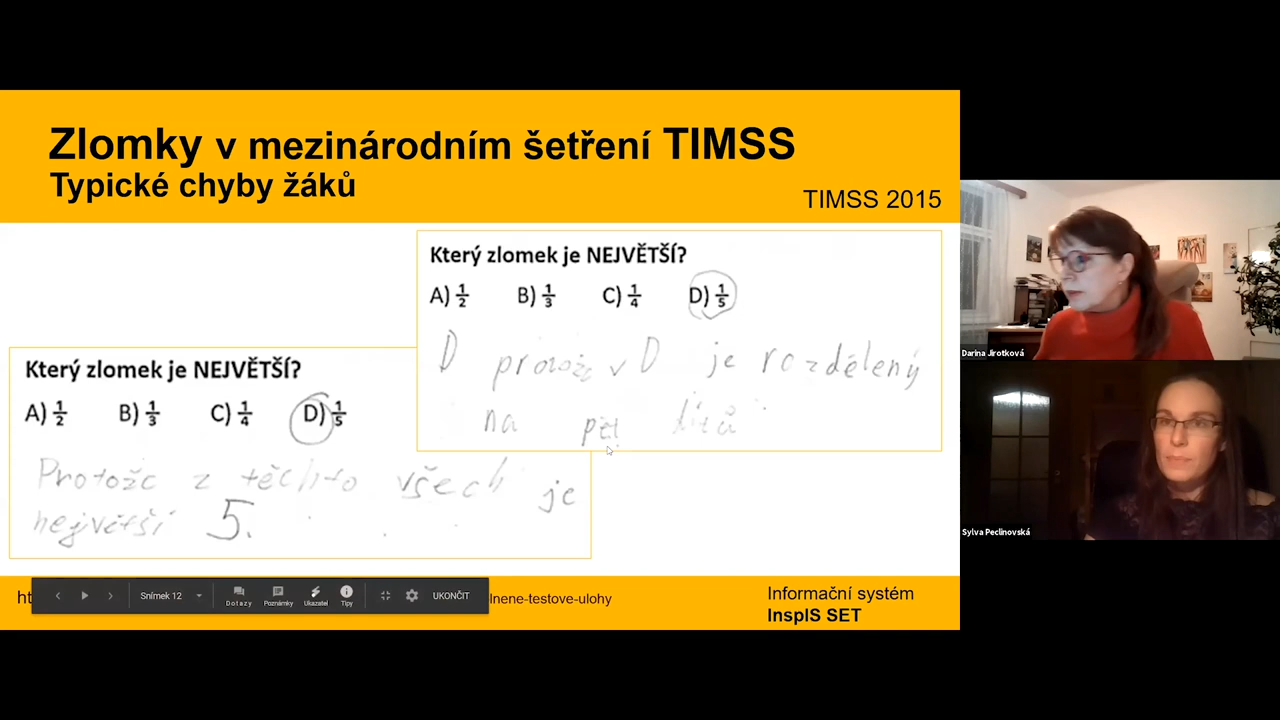 Zlomky v mezinárodním šetření TIMSS
Typické chyby žáků
TIMSS 2015
Který zlomek je NEJVĚTŠÍ?
A) 1/2 B) 1/3 C) 1/4 D) 1/5
D protože v D je rozdělený
na pět dílů
Který zlomek je NEJVĚTŠÍ?
A) 1/2 B) 1/3 C) 1/4 D) 1/5
Protože z těchto všech je
největší 5.
Darina Jirotková
Sylva Peclinovská
Snímek 12
Dotazy
Poznámky
Ukazatel
Tipy
UKONČIT
lnene-testove-ulohy
Informační systém
InspIS SET